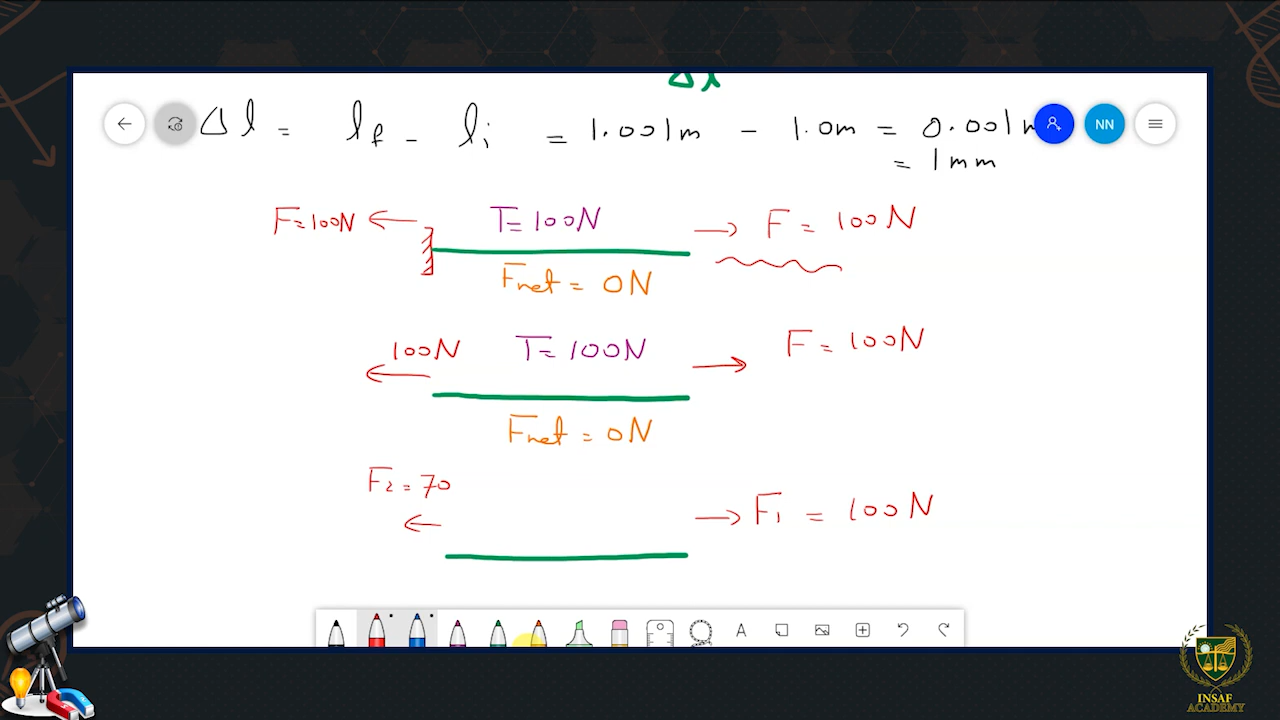 Δl
Δl = lf - li = 1.001m - 1.0m = 0.001m
= 1mm
F=100N T=100N F = 100N
Fnet = 0N
100N T=100N F = 100N
Fnet = 0N
F2 = 70 F1 = 100N
NN
A
INSAF
ACADEMY